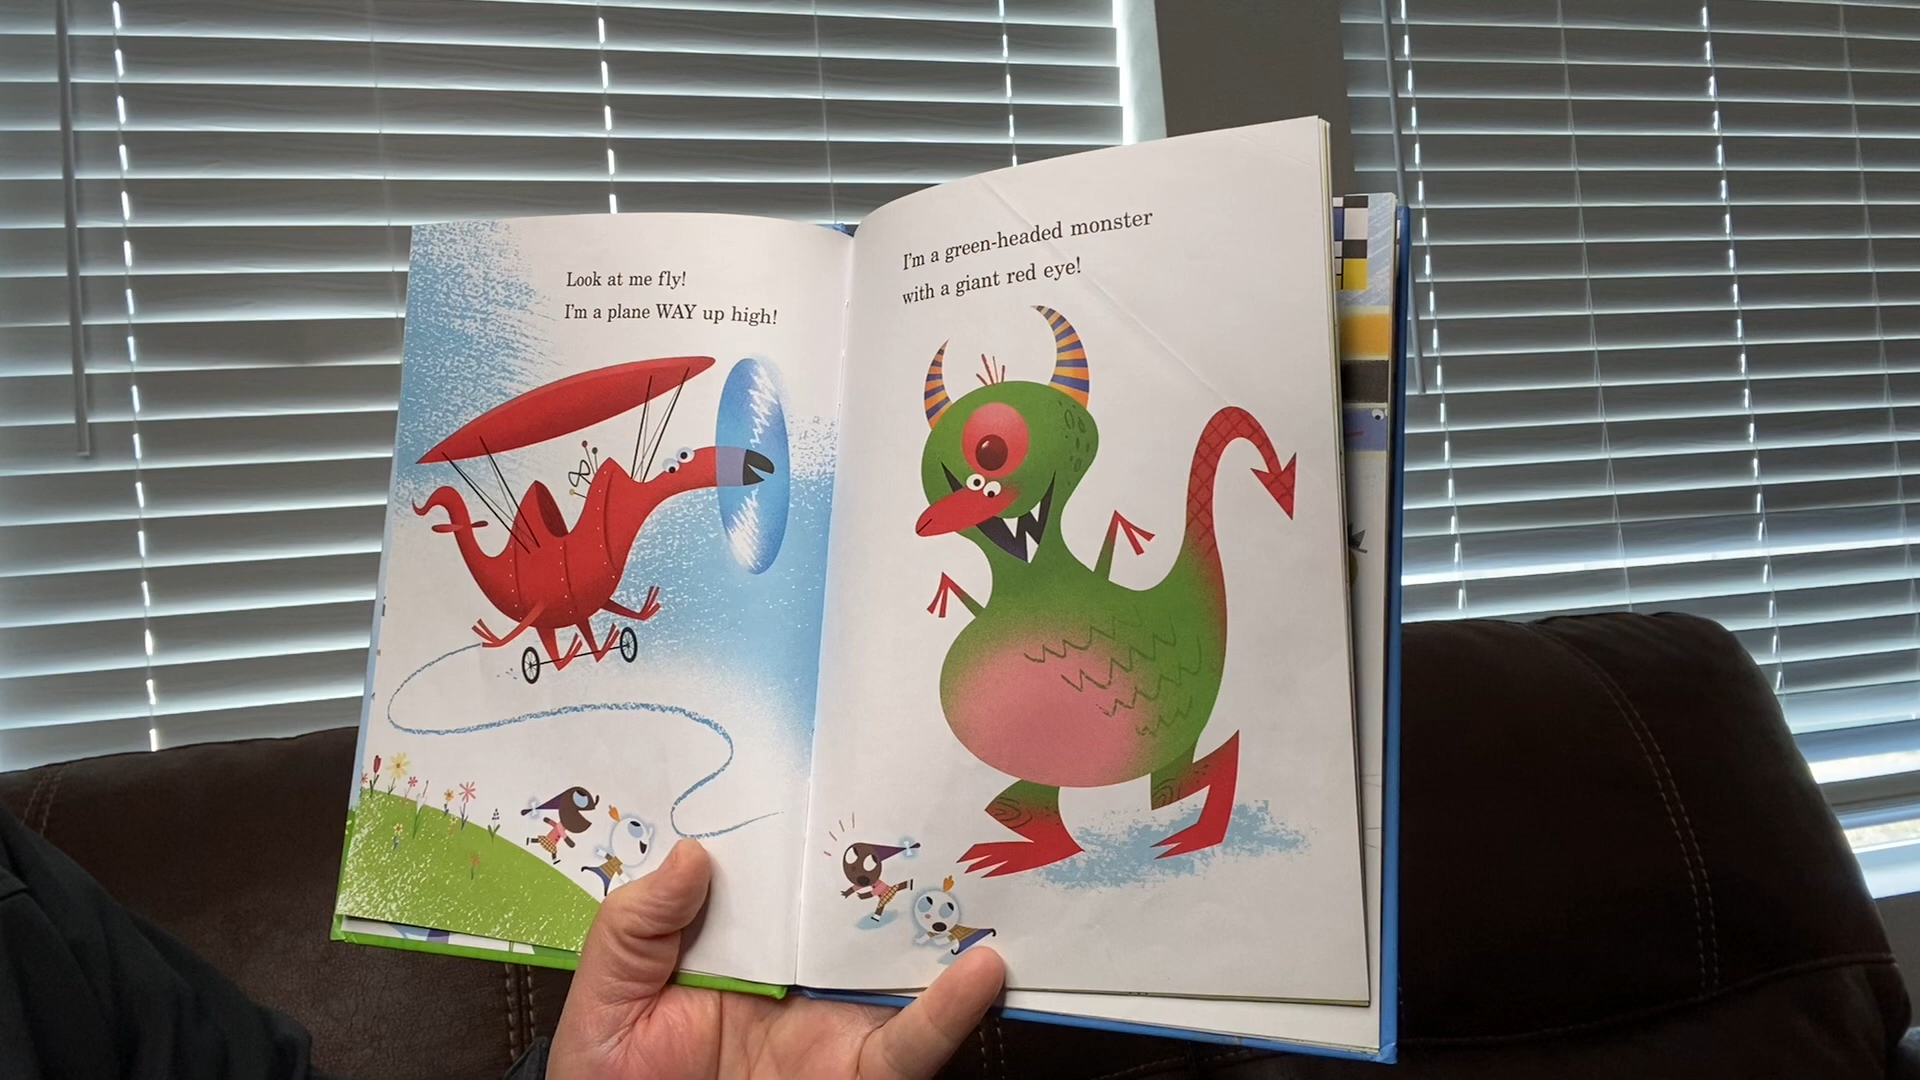 Look at me fly!
I'm a plane WAY up high!
I'm a green-headed monster
with a giant red eye!